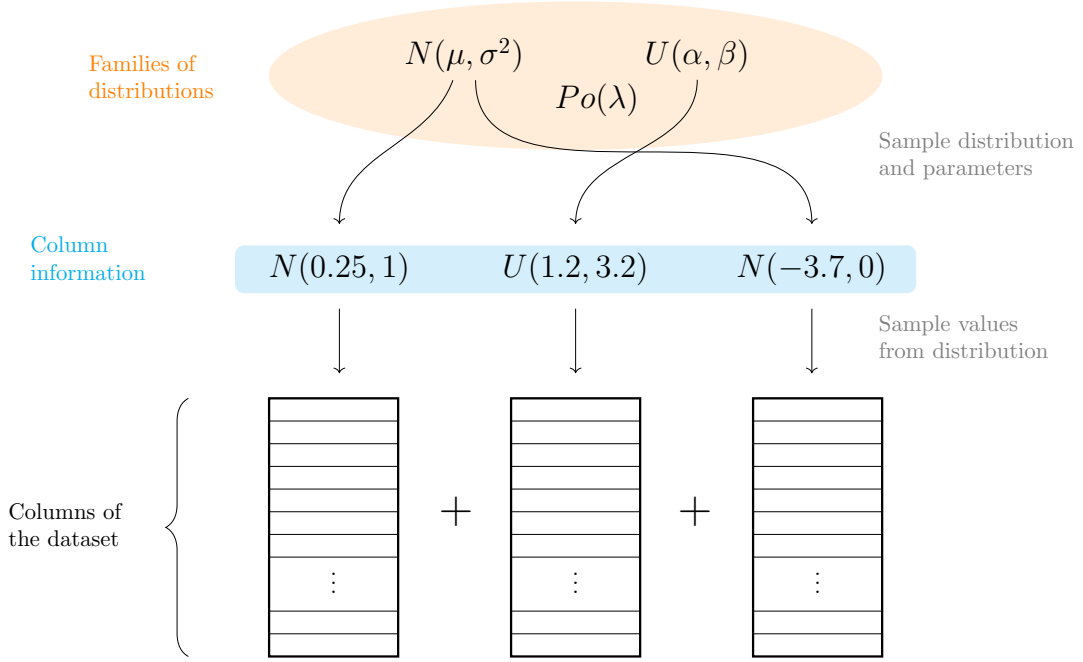 N(μ, σ²)
U(α, β)
Po(λ)
Families of
distributions
Sample distribution
and parameters
Column
information
N(0.25, 1)
U(1.2, 3.2)
N(−3.7, 0)
Sample values
from distribution
Columns of
the dataset
+
+
⋮
⋮
⋮